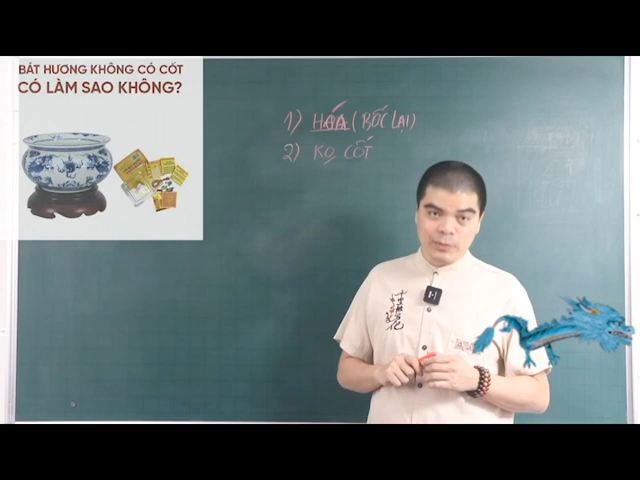 BÁT HƯƠNG KHÔNG CÓ CỐT
CÓ LÀM SAO KHÔNG?
1) HÓA (BỐC LẠI)
2) KO CỐT